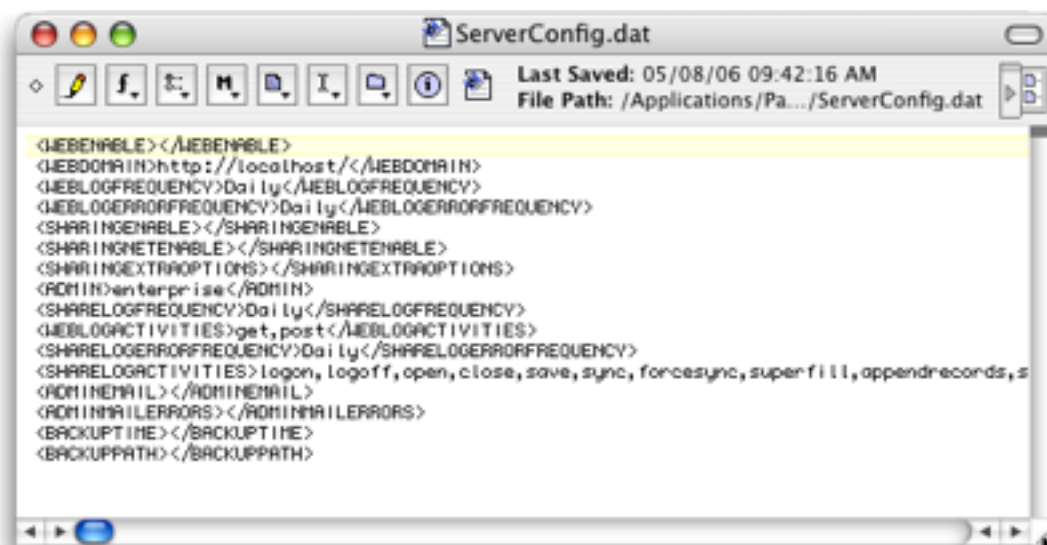 ServerConfig.dat
Last Saved: 05/08/06 09:42:16 AM
File Path: /Applications/Pa.../ServerConfig.dat
<WEBENABLE></WEBENABLE>
<WEBDOMAIN>http://localhost/</WEBDOMAIN>
<WEBLOGFREQUENCY>Daily</WEBLOGFREQUENCY>
<WEBLOGERRORFREQUENCY>Daily</WEBLOGERRORFREQUENCY>
<SHARINGENABLE></SHARINGENABLE>
<SHARINGNETENABLE></SHARINGNETENABLE>
<SHARINGEXTRAOPTIONS></SHARINGEXTRAOPTIONS>
<ADMIN>enterprise</ADMIN>
<SHARELOGFREQUENCY>Daily</SHARELOGFREQUENCY>
<WEBLOGACTIVITIES>get,post</WEBLOGACTIVITIES>
<SHARELOGERRORFREQUENCY>Daily</SHARELOGERRORFREQUENCY>
<SHARELOGACTIVITIES>logon,logoff,open,close,save,sync,forcesync,superfill,appendrecords,s
<ADMINEMAIL></ADMINEMAIL>
<ADMINMAILERRORS></ADMINMAILERRORS>
<BACKUPTIME></BACKUPTIME>
<BACKUPPATH></BACKUPPATH>